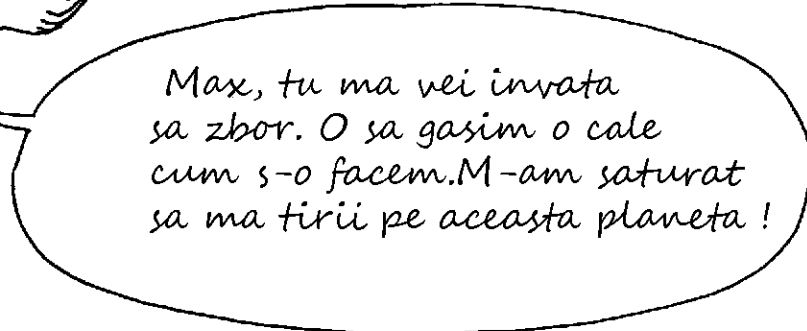 Max, tu ma vei invata
sa zbor. O sa gasim o cale
cum s-o facem.M-am saturat
sa ma tirii pe aceasta planeta !